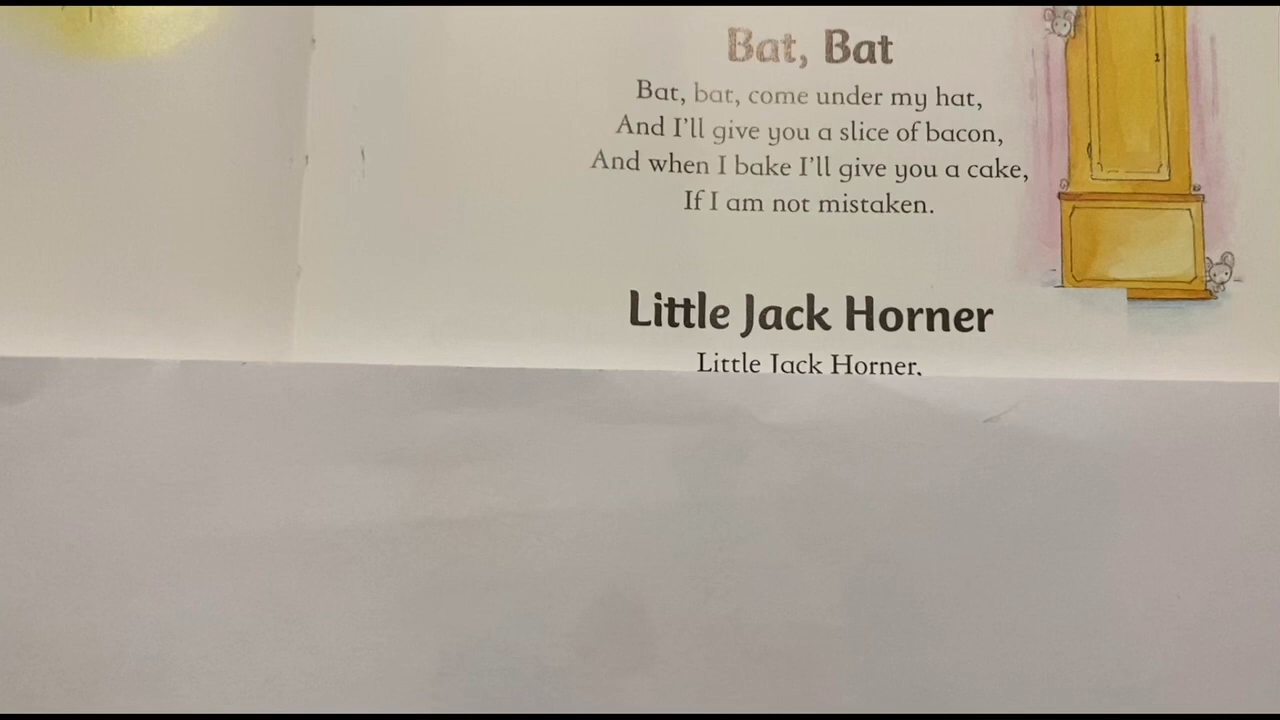 Bat, Bat
Bat, bat, come under my hat,
And I'll give you a slice of bacon,
And when I bake I'll give you a cake,
If I am not mistaken.
Little Jack Horner
Little Jack Horner,